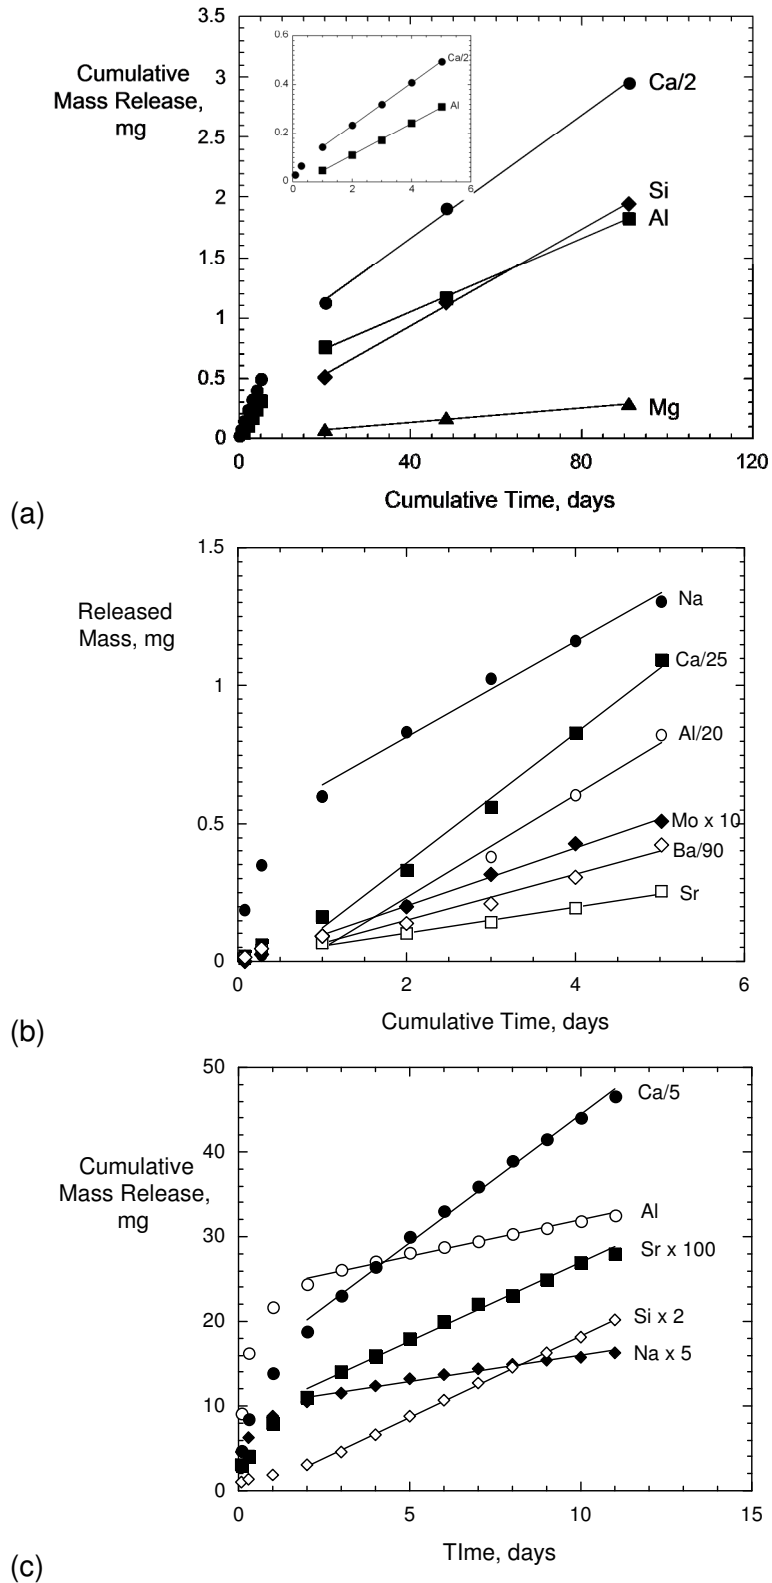 3.5
0.6
Cumulative
Mass Release,
mg
3
Ca/2
Ca/2
0.4
2.5
Al
0.2
2
Si
0
0
2
4
6
Al
1.5
1
0.5
Mg
0
0
40
80
120
Cumulative Time, days
(a)
1.5
Released
Mass, mg
Na
Ca/25
1
Al/20
0.5
Mo x 10
Ba/90
Sr
0
0
2
4
6
Cumulative Time, days
(b)
50
Ca/5
40
Cumulative
Mass Release,
mg
Al
30
Sr x 100
20
Si x 2
Na x 5
10
0
0
5
10
15
TIme, days
(c)